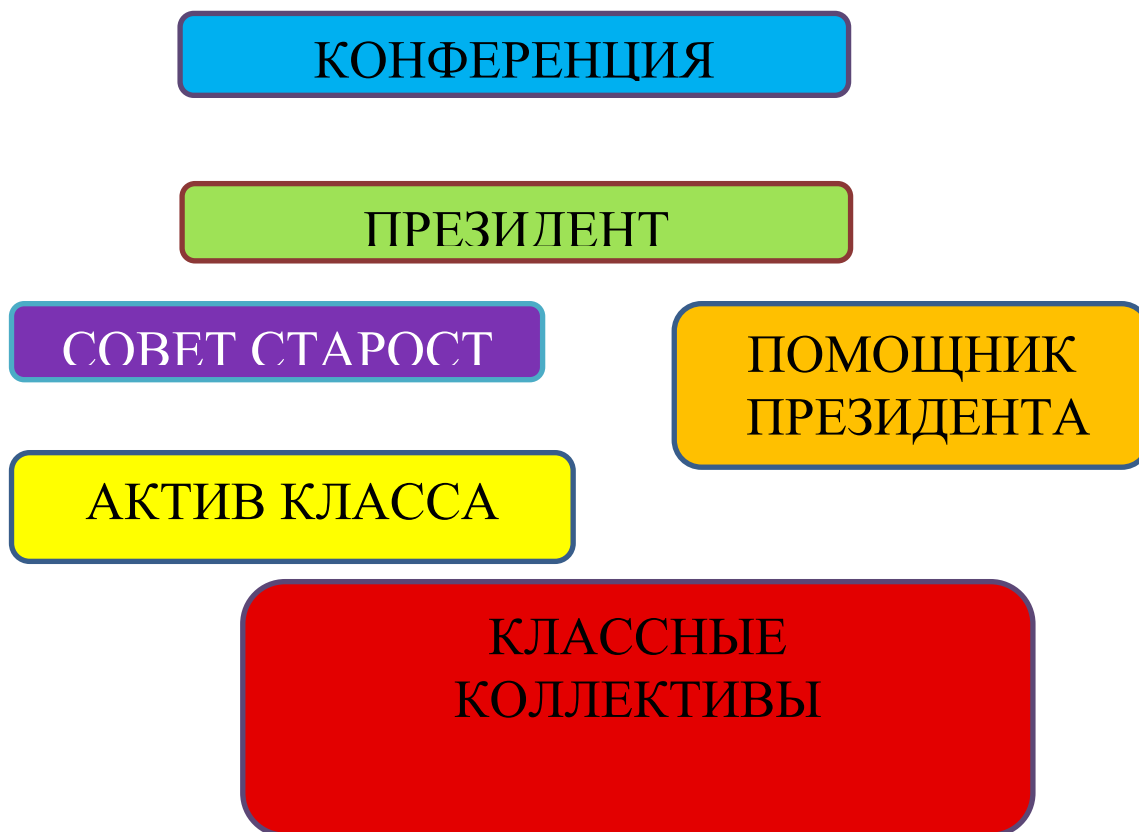 КОНФЕРЕНЦИЯ
ПРЕЗИДЕНТ
СОВЕТ СТАРОСТ
ПОМОЩНИК
ПРЕЗИДЕНТА
АКТИВ КЛАССА
КЛАССНЫЕ
КОЛЛЕКТИВЫ